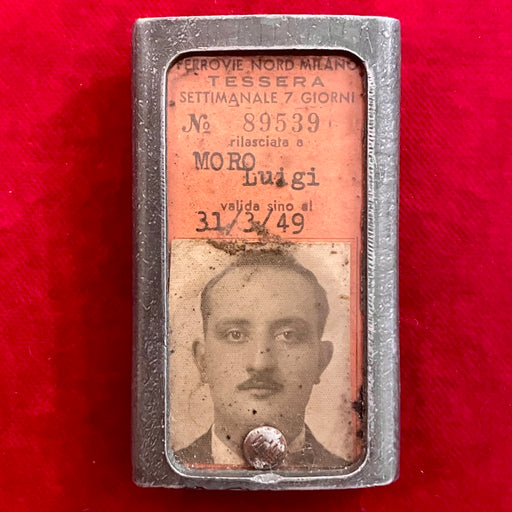 FERROVIE NORD MILANO
TESSERA
SETTIMANALE 7 GIORNI
№ 89539
rilasciata a
MORO
Luigi
valida sino al
31/3/49